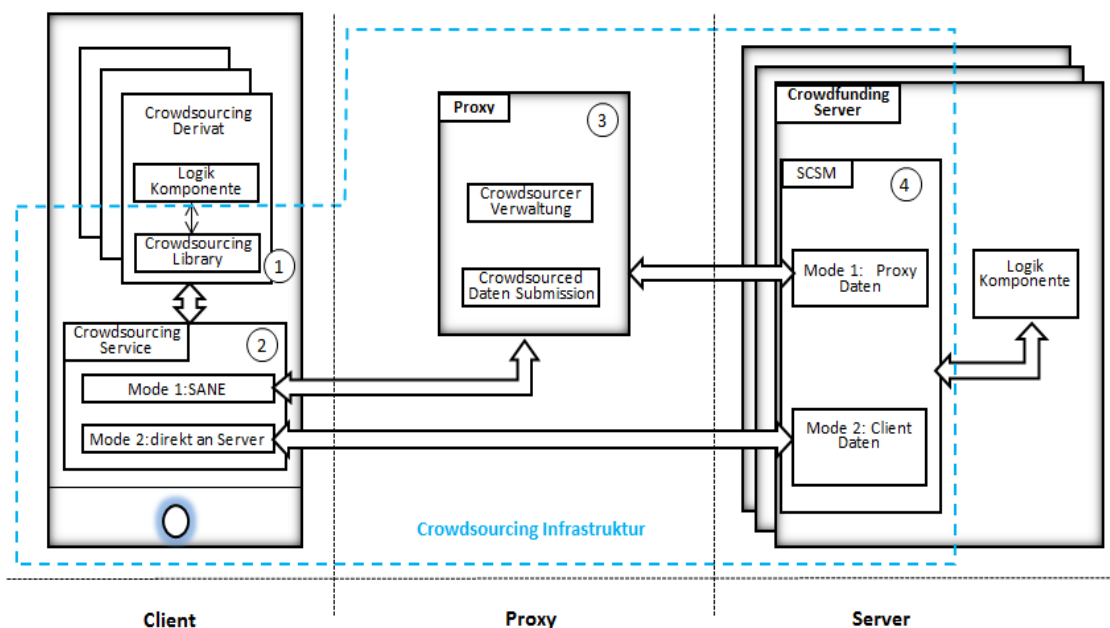 Crowdsourcing
Derivat
Logik
Komponente
Crowdsourcing
Library
1
Crowdsourcing
Service
2
Mode 1:SANE
Mode 2:direkt an Server
Proxy
3
Crowdsourcer
Verwaltung
Crowdsourced
Daten Submission
Crowdfunding
Server
SCSM
4
Mode 1: Proxy
Daten
Logik
Komponente
Mode 2: Client
Daten
Crowdsourcing Infrastruktur
Client
Proxy
Server